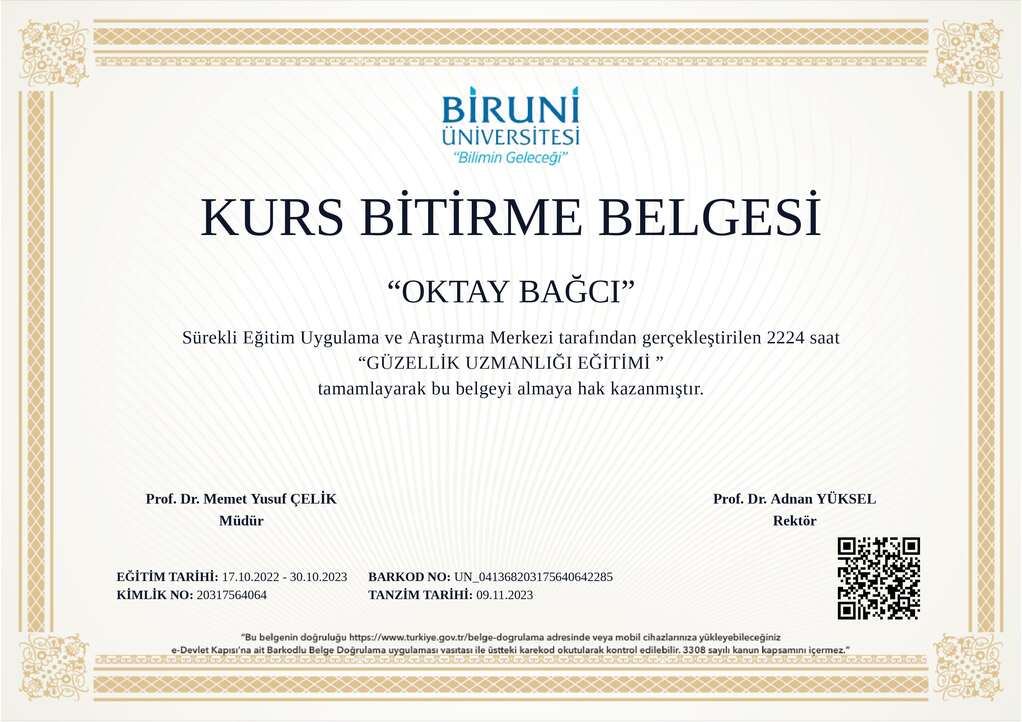 BİRUNİ
ÜNİVERSİTESİ
“Bilimin Geleceği”
KURS BİTİRME BELGESİ
“OKTAY BAĞCI”
Sürekli Eğitim Uygulama ve Araştırma Merkezi tarafından gerçekleştirilen 2224 saat
“GÜZELLİK UZMANLIĞI EĞİTİMİ ”
tamamlayarak bu belgeyi almaya hak kazanmıştır.
Prof. Dr. Memet Yusuf ÇELİK
Müdür
Prof. Dr. Adnan YÜKSEL
Rektör
EĞİTİM TARİHİ: 17.10.2022 - 30.10.2023 BARKOD NO: UN_041368203175640642285
KİMLİK NO: 20317564064 TANZİM TARİHİ: 09.11.2023
“Bu belgenin doğruluğu https://www.turkiye.gov.tr/belge-dogrulama adresinde veya mobil cihazlarınıza yükleyebileceğiniz
e-Devlet Kapısı’na ait Barkodlu Belge Doğrulama uygulaması vasıtası ile üstteki karekod okutularak kontrol edilebilir. 3308 sayılı kanun kapsamını içermez.”